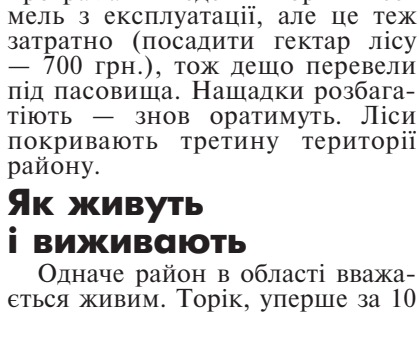 мель з експлуатації, але це теж
затратно (посадити гектар лісу
— 700 грн.), тож дещо перевели
під пасовища. Нащадки розбага-
тіють — знов оратимуть. Ліси
покривають третину території
району.
Як живуть
і виживають
Одначе район в області вважа-
ється живим. Торік, уперше за 10